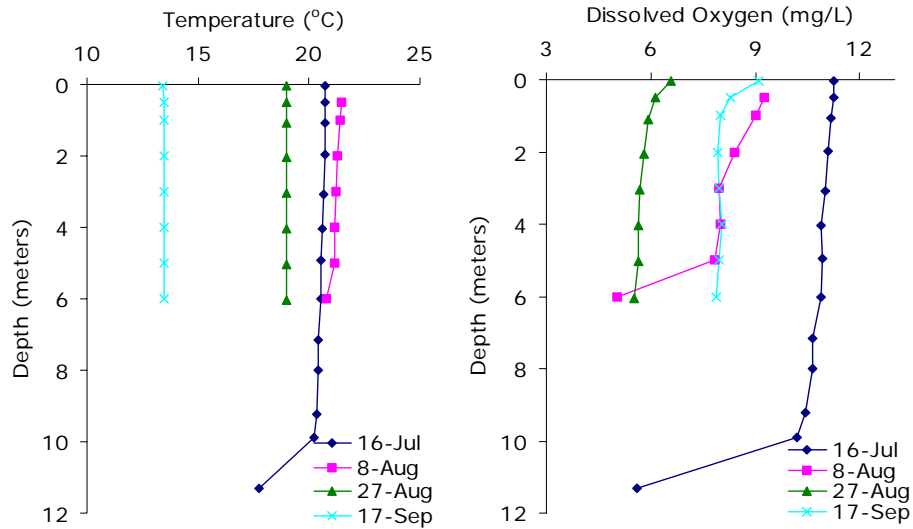 Temperature (°C)
10 15 20 25
0
2
4
6
8
10
12
Depth (meters)
16-Jul
8-Aug
27-Aug
17-Sep
Dissolved Oxygen (mg/L)
3 6 9 12
0
2
4
6
8
10
12
Depth (meters)
16-Jul
8-Aug
27-Aug
17-Sep